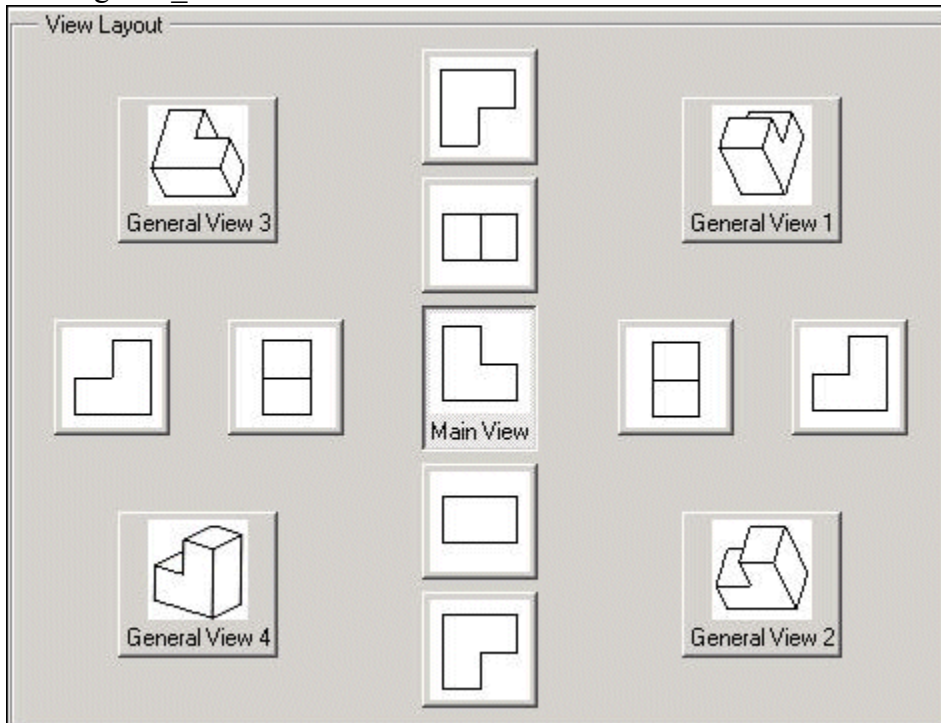 View Layout
General View 3
General View 1
Main View
General View 4
General View 2